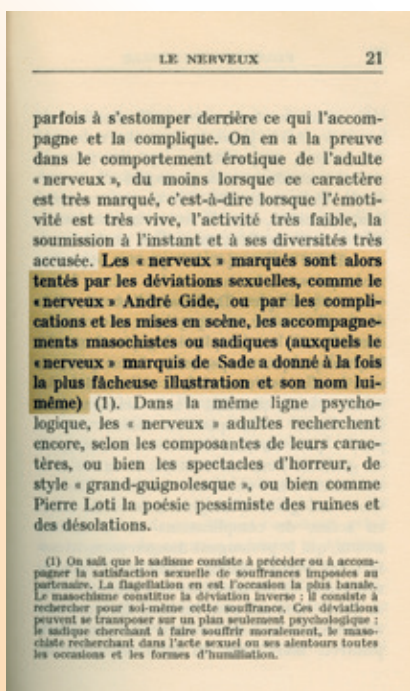 LE NERVEUX 21
parfois à s'estomper derrière ce qui l'accom-
pagne et la complique. On en a la preuve
dans le comportement érotique de l'adulte
« nerveux », du moins lorsque ce caractère
est très marqué, c'est-à-dire lorsque l'émoti-
vité est très vive, l'activité très faible, la
soumission à l'instant et à ses diversités très
accusée. Les « nerveux » marqués sont alors
tentés par les déviations sexuelles, comme le
« nerveux » André Gide, ou par les compli-
cations et les mises en scène, les accompagne-
ments masochistes ou sadiques (auxquels le
« nerveux » marquis de Sade a donné à la fois
la plus fâcheuse illustration et son nom lui-
même) (1). Dans la même ligne psycho-
logique, les « nerveux » adultes recherchent
encore, selon les composantes de leurs carac-
tères, ou bien les spectacles d'horreur, de
style « grand-guignolesque », ou bien comme
Pierre Loti la poésie pessimiste des ruines et
des désolations.
(1) On sait que le sadisme consiste à précéder ou à accom-
pagner la satisfaction sexuelle de souffrances imposées au
partenaire. La flagellation en est l'occasion la plus banale.
Le masochisme constitue la déviation inverse : il consiste à
rechercher pour soi-même cette souffrance. Ces déviations
peuvent se transposer sur un plan seulement psychologique :
le sadique cherchant à faire souffrir moralement, le maso-
chiste recherchant dans l'acte sexuel ou ses alentours toutes
les occasions et les formes d'humiliation.